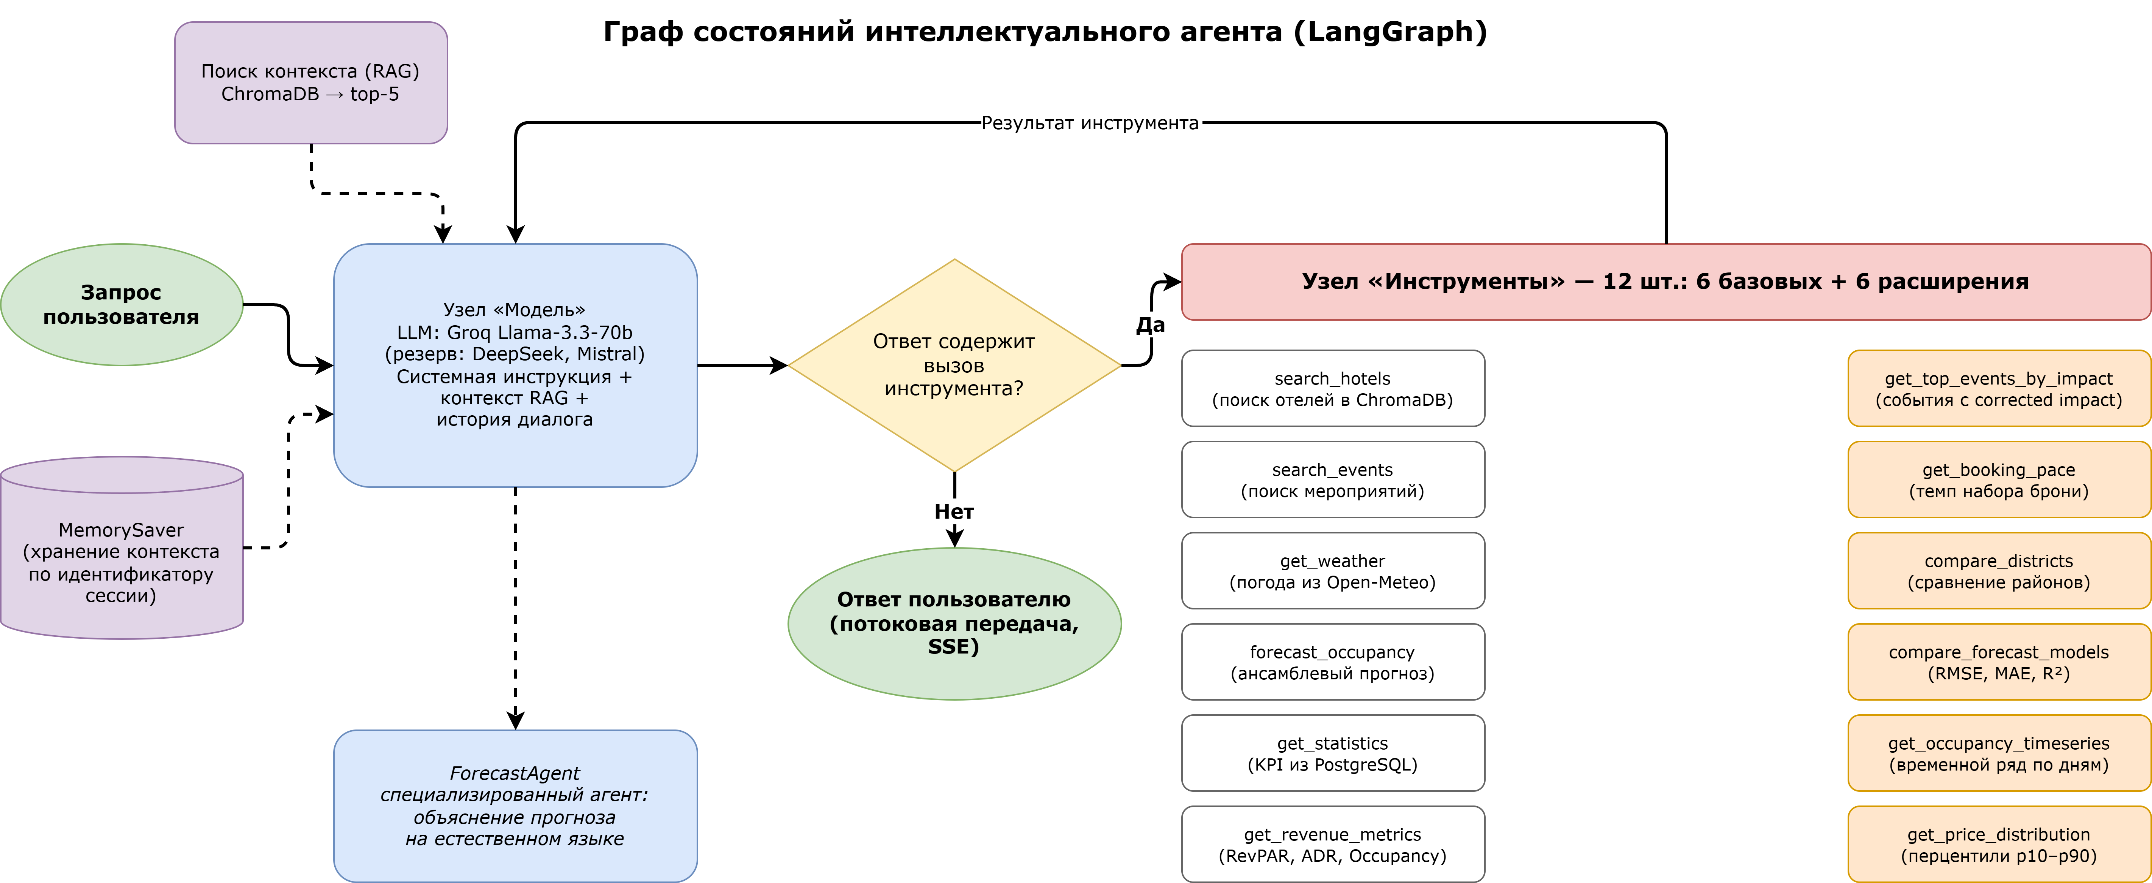 Граф состояний интеллектуального агента (LangGraph)
Поиск контекста (RAG)
ChromaDB → top-5
Результат инструмента
Запрос
пользователя
Узел «Модель»
LLM: Groq Llama-3.3-70b
(резерв: DeepSeek, Mistral)
Системная инструкция +
контекст RAG +
история диалога
MemorySaver
(хранение контекста
по идентификатору
сессии)
Ответ содержит
вызов
инструмента?
Да
Нет
Ответ пользователю
(потоковая передача,
SSE)
ForecastAgent
специализированный агент:
объяснение прогноза
на естественном языке
Узел «Инструменты» — 12 шт.: 6 базовых + 6 расширения
search_hotels
(поиск отелей в ChromaDB)
search_events
(поиск мероприятий)
get_weather
(погода из Open-Meteo)
forecast_occupancy
(ансамблевый прогноз)
get_statistics
(KPI из PostgreSQL)
get_revenue_metrics
(RevPAR, ADR, Occupancy)
get_top_events_by_impact
(события с corrected impact)
get_booking_pace
(темп набора брони)
compare_districts
(сравнение районов)
compare_forecast_models
(RMSE, MAE, R²)
get_occupancy_timeseries
(временной ряд по дням)
get_price_distribution
(перцентили p10–p90)